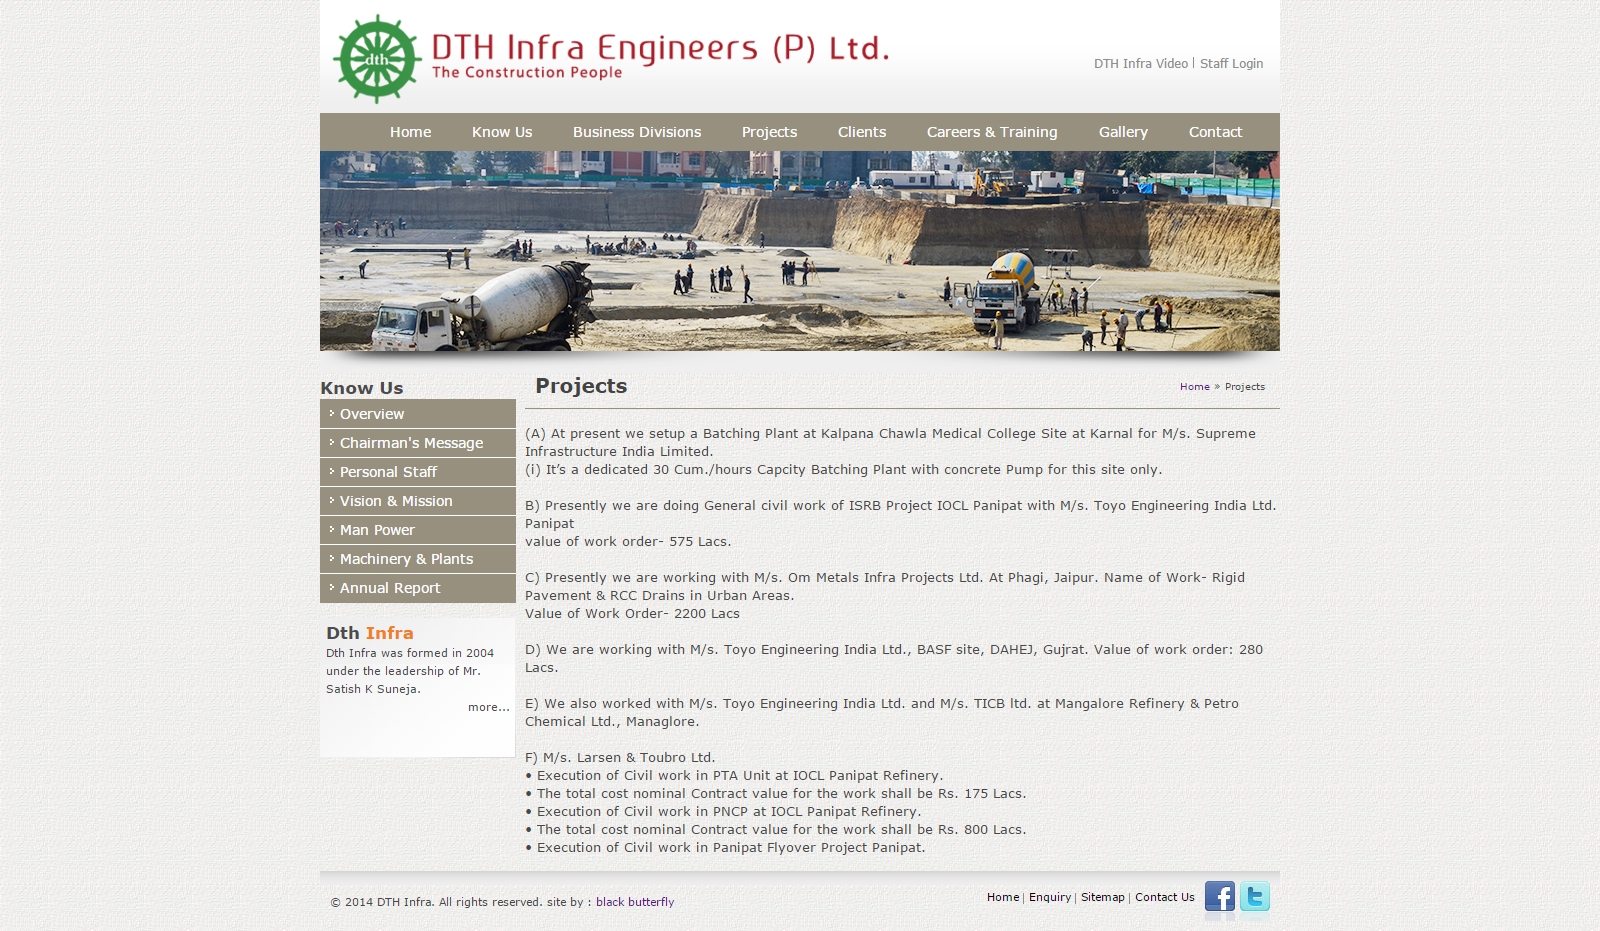 dth
DTH Infra Engineers (P) Ltd.
The Construction People
DTH Infra Video | Staff Login
Home Know Us Business Divisions Projects Clients Careers & Training Gallery Contact
Know Us
Overview
Chairman's Message
Personal Staff
Vision & Mission
Man Power
Machinery & Plants
Annual Report
Dth Infra
Dth Infra was formed in 2004
under the leadership of Mr.
Satish K Suneja.
more...
Projects
Home » Projects
(A) At present we setup a Batching Plant at Kalpana Chawla Medical College Site at Karnal for M/s. Supreme
Infrastructure India Limited.
(i) It’s a dedicated 30 Cum./hours Capcity Batching Plant with concrete Pump for this site only.
B) Presently we are doing General civil work of ISRB Project IOCL Panipat with M/s. Toyo Engineering India Ltd.
Panipat
value of work order- 575 Lacs.
C) Presently we are working with M/s. Om Metals Infra Projects Ltd. At Phagi, Jaipur. Name of Work- Rigid
Pavement & RCC Drains in Urban Areas.
Value of Work Order- 2200 Lacs
D) We are working with M/s. Toyo Engineering India Ltd., BASF site, DAHEJ, Gujrat. Value of work order: 280
Lacs.
E) We also worked with M/s. Toyo Engineering India Ltd. and M/s. TICB ltd. at Mangalore Refinery & Petro
Chemical Ltd., Managlore.
F) M/s. Larsen & Toubro Ltd.
• Execution of Civil work in PTA Unit at IOCL Panipat Refinery.
• The total cost nominal Contract value for the work shall be Rs. 175 Lacs.
• Execution of Civil work in PNCP at IOCL Panipat Refinery.
• The total cost nominal Contract value for the work shall be Rs. 800 Lacs.
• Execution of Civil work in Panipat Flyover Project Panipat.
© 2014 DTH Infra. All rights reserved. site by : black butterfly
Home | Enquiry | Sitemap | Contact Us